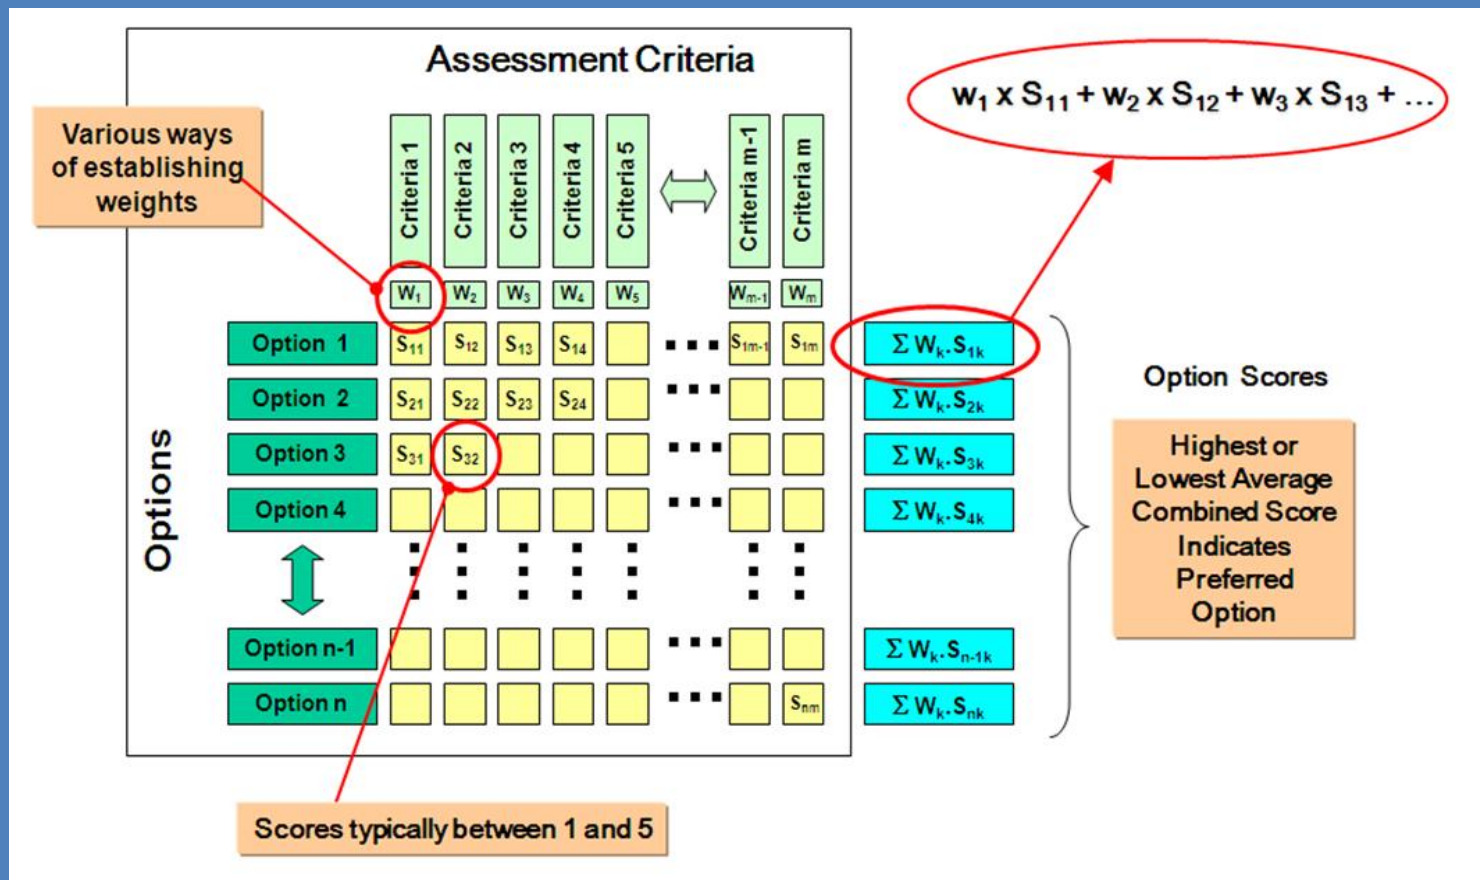 Assessment Criteria
w₁ x S₁₁ + w₂ x S₁₂ + w₃ x S₁₃ + ...
Various ways
of establishing
weights
Criteria 1
Criteria 2
Criteria 3
Criteria 4
Criteria 5
Criteria m-1
Criteria m
W₁ W₂ W₃ W₄ W₅ Wm-1 Wm
Option 1 S₁₁ S₁₂ S₁₃ S₁₄ S1m-1 S1m Σ Wk.S1k
Option 2 S₂₁ S₂₂ S₂₃ S₂₄ Σ Wk.S2k
Option 3 S₃₁ S₃₂ Σ Wk.S3k
Option 4 Σ Wk.S4k
Option n-1 Σ Wk.Sn-1k
Option n Snm Σ Wk.Snk
Options
Option Scores
Highest or
Lowest Average
Combined Score
Indicates
Preferred
Option
Scores typically between 1 and 5